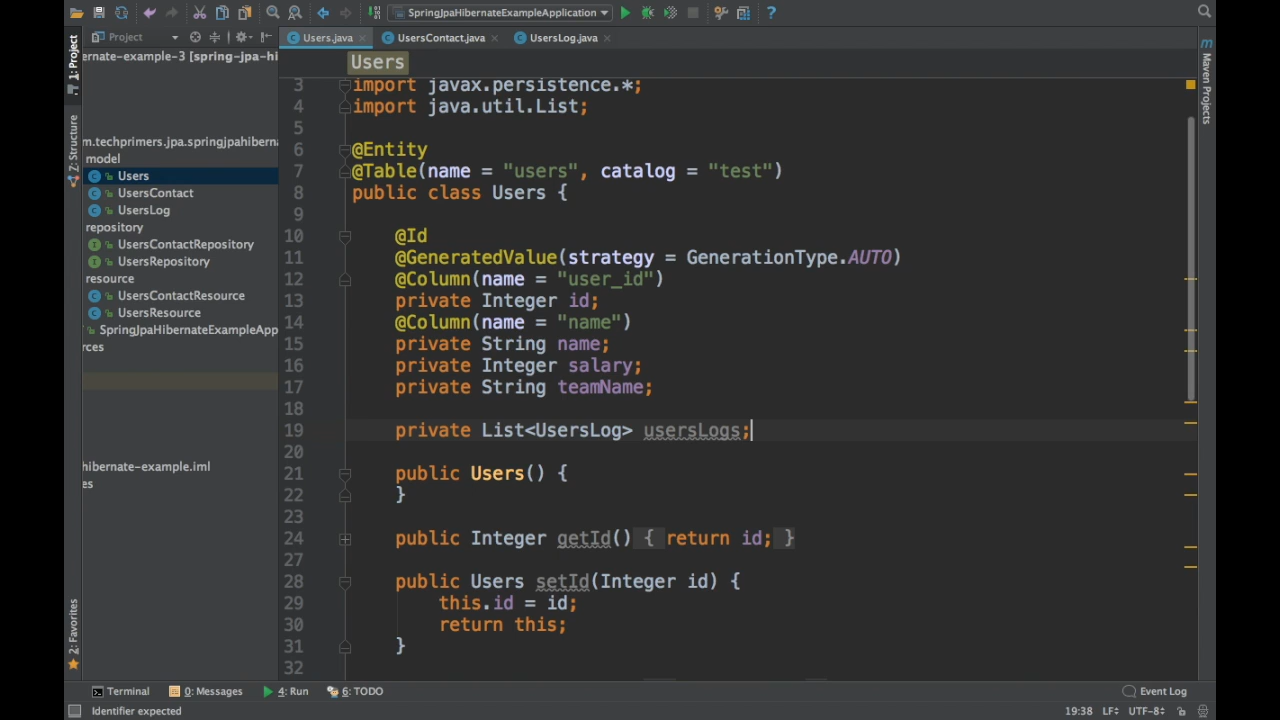 SpringJpaHibernateExampleApplication
Project
Users.java
UsersContact.java
UsersLog.java
1: Project
Z: Structure
2: Favorites
ernate-example-3 [spring-jpa-hi
m.techprimers.jpa.springjpahiberna
model
Users
UsersContact
UsersLog
repository
UsersContactRepository
UsersRepository
resource
UsersContactResource
UsersResource
SpringJpaHibernateExampleApp
rces
hibernate-example.iml
es
Users
3 import javax.persistence.*;
4 import java.util.List;
5
6 @Entity
7 @Table(name = "users", catalog = "test")
8 public class Users {
9
10 @Id
11 @GeneratedValue(strategy = GenerationType.AUTO)
12 @Column(name = "user_id")
13 private Integer id;
14 @Column(name = "name")
15 private String name;
16 private Integer salary;
17 private String teamName;
18
19 private List<UsersLog> usersLogs;
20
21 public Users() {
22 }
23
24 public Integer getId() { return id; }
27
28 public Users setId(Integer id) {
29 this.id = id;
30 return this;
31 }
32
m
Maven Projects
Terminal
0: Messages
4: Run
6: TODO
Event Log
Identifier expected
19:38
LF
UTF-8